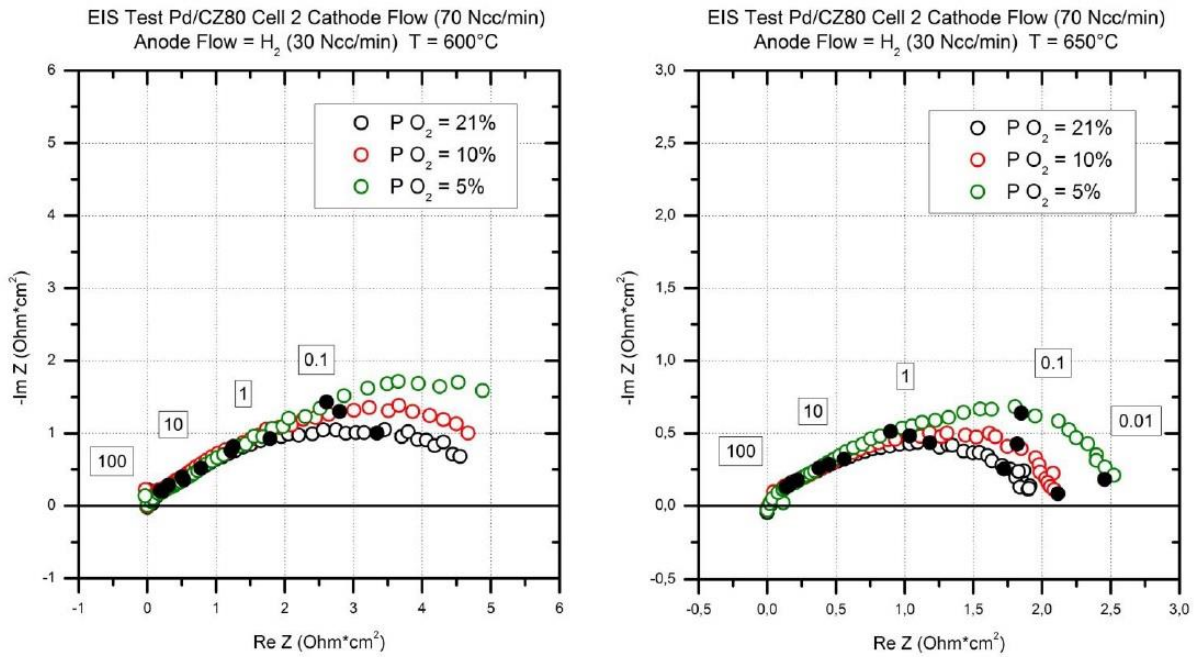 EIS Test Pd/CZ80 Cell 2 Cathode Flow (70 Ncc/min)
Anode Flow = H₂ (30 Ncc/min) T = 600°C
6
5
4
3
2
1
0
-1
-Im Z (Ohm*cm²)
P O₂ = 21%
P O₂ = 10%
P O₂ = 5%
0.1
1
10
100
-1 0 1 2 3 4 5 6
Re Z (Ohm*cm²)
EIS Test Pd/CZ80 Cell 2 Cathode Flow (70 Ncc/min)
Anode Flow = H₂ (30 Ncc/min) T = 650°C
3,0
2,5
2,0
1,5
1,0
0,5
0,0
-0,5
-Im Z (Ohm*cm²)
P O₂ = 21%
P O₂ = 10%
P O₂ = 5%
0.1
1
10
0.01
100
-0,5 0,0 0,5 1,0 1,5 2,0 2,5 3,0
Re Z (Ohm*cm²)